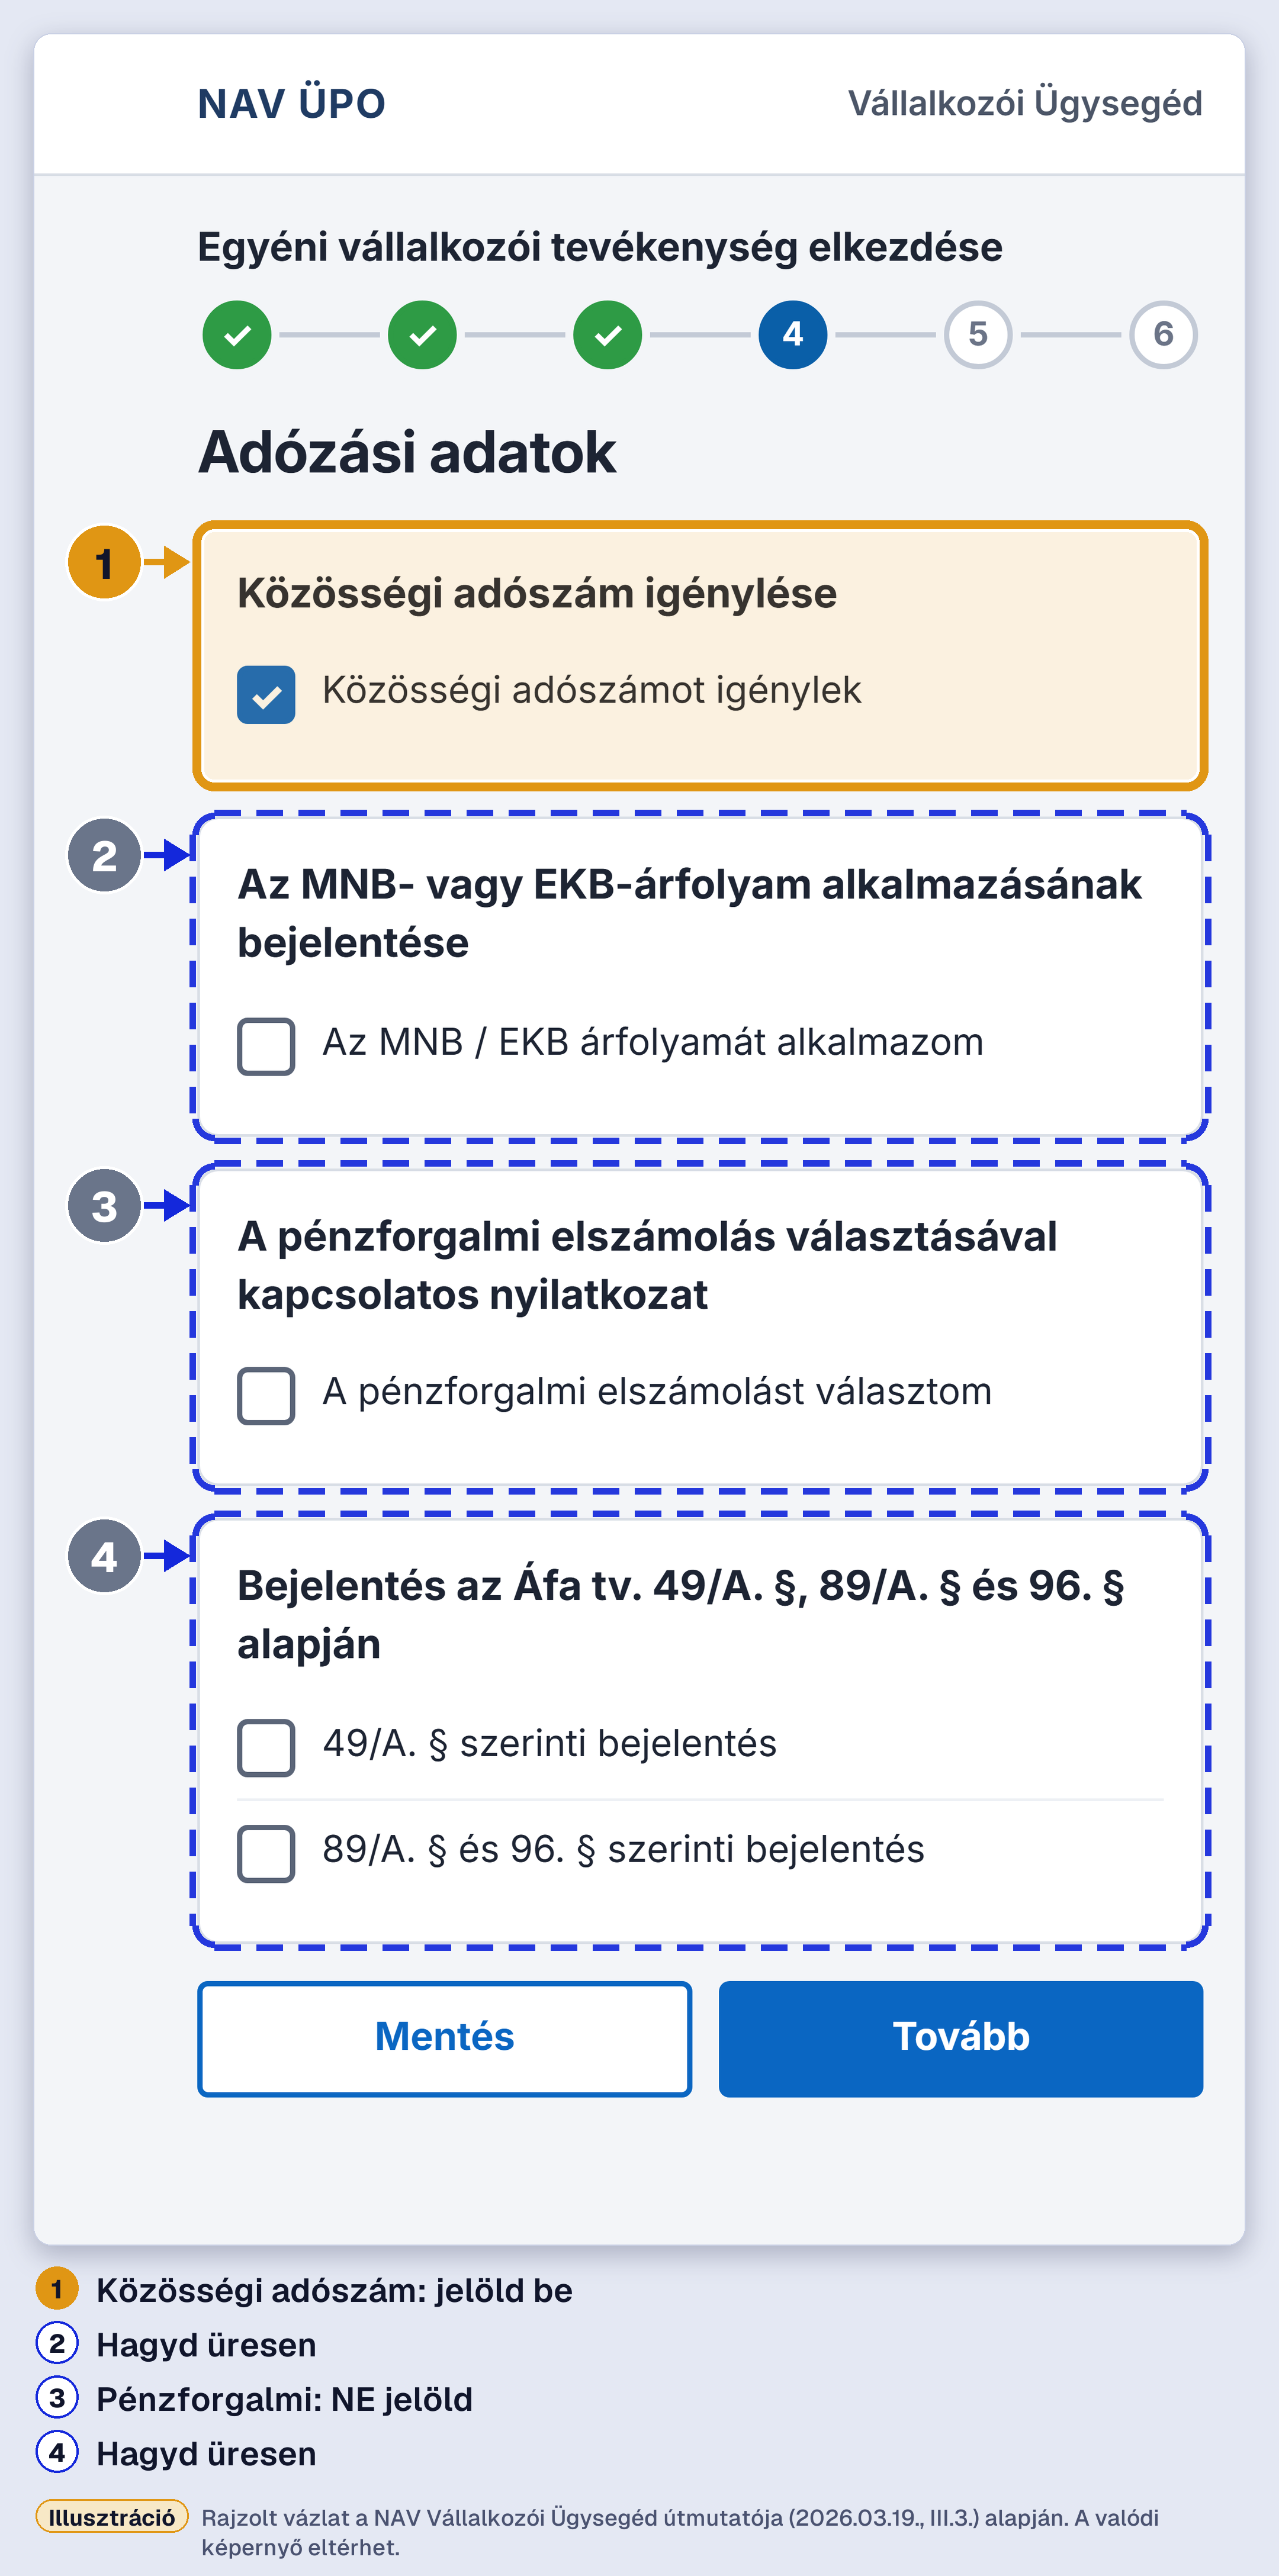 NAV ÜPO
Vállalkozói Ügysegéd
Egyéni vállalkozói tevékenység elkezdése
4
5
6
Adózási adatok
1
Közösségi adószám igénylése
Közösségi adószámot igénylek
2
Az MNB- vagy EKB-árfolyam alkalmazásának
bejelentése
Az MNB / EKB árfolyamát alkalmazom
3
A pénzforgalmi elszámolás választásával
kapcsolatos nyilatkozat
A pénzforgalmi elszámolást választom
4
Bejelentés az Áfa tv. 49/A. §, 89/A. § és 96. §
alapján
49/A. § szerinti bejelentés
89/A. § és 96. § szerinti bejelentés
Mentés
Tovább
1 Közösségi adószám: jelöld be
2 Hagyd üresen
3 Pénzforgalmi: NE jelöld
4 Hagyd üresen
Illusztráció Rajzolt vázlat a NAV Vállalkozói Ügysegéd útmutatója (2026.03.19., III.3.) alapján. A valódi
képernyő eltérhet.